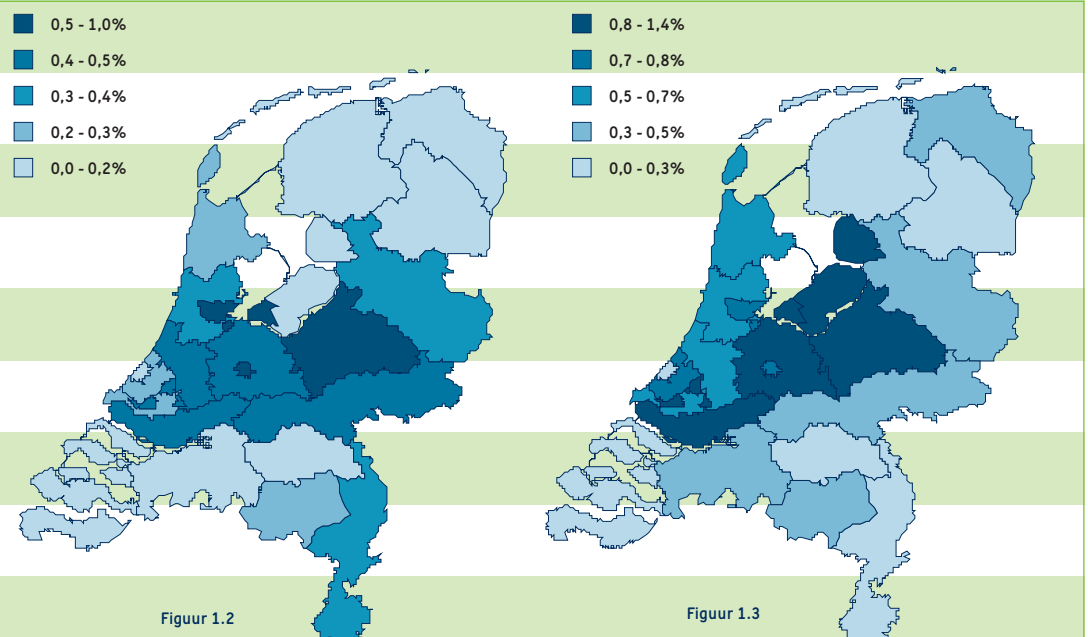 0,5 - 1,0%
0,4 - 0,5%
0,3 - 0,4%
0,2 - 0,3%
0,0 - 0,2%
Figuur 1.2
0,8 - 1,4%
0,7 - 0,8%
0,5 - 0,7%
0,3 - 0,5%
0,0 - 0,3%
Figuur 1.3